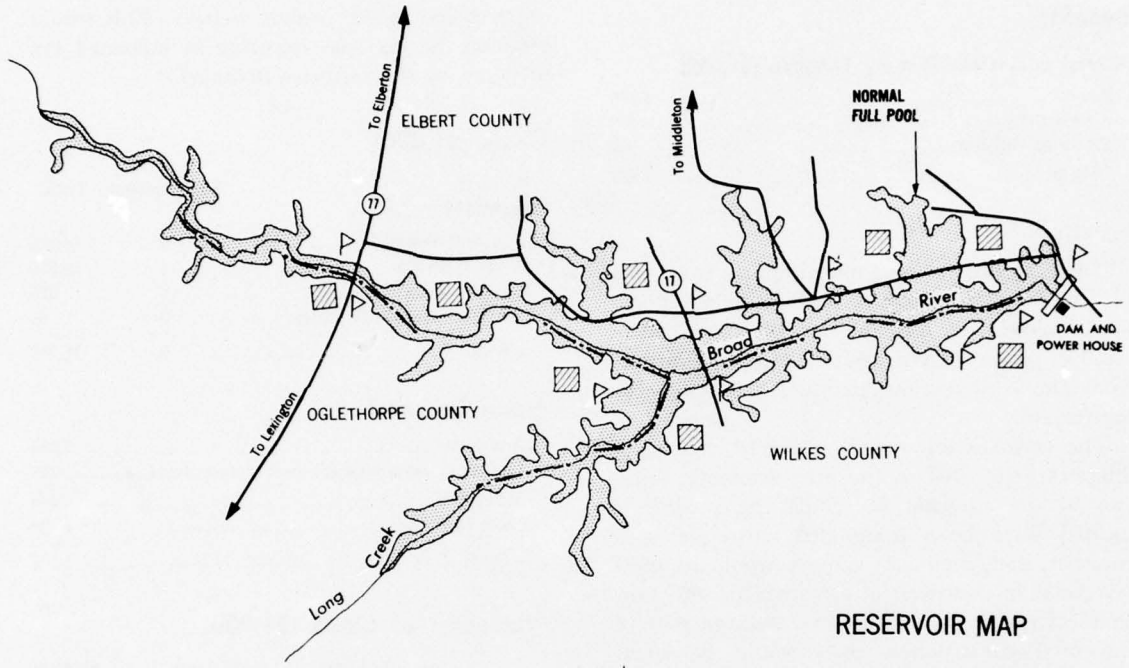 To Elberton
ELBERT COUNTY
77
To Middleton
NORMAL
FULL POOL
17
River
Broad
DAM AND
POWER HOUSE
To Lexington
OGLETHORPE COUNTY
WILKES COUNTY
Long Creek
RESERVOIR MAP